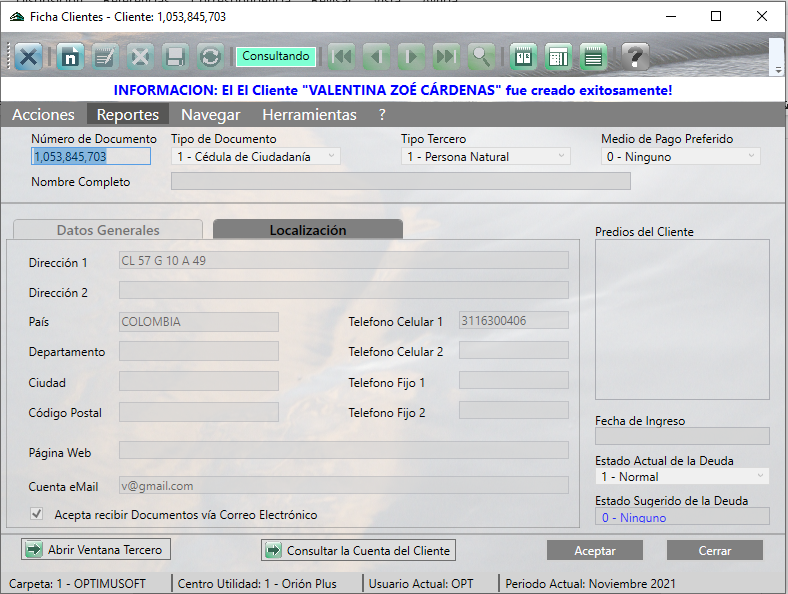 Ficha Clientes - Cliente: 1,053,845,703
Consultando
INFORMACION: El El Cliente "VALENTINA ZOÉ CÁRDENAS" fue creado exitosamente!
Acciones Reportes Navegar Herramientas ?
Número de Documento Tipo de Documento Tipo Tercero Medio de Pago Preferido
1,053,845,703 1 - Cédula de Ciudadanía 1 - Persona Natural 0 - Ninguno
Nombre Completo
Datos Generales Localización
Predios del Cliente
Dirección 1 CL 57 G 10 A 49
Dirección 2
País COLOMBIA Telefono Celular 1 3116300406
Departamento Telefono Celular 2
Ciudad Telefono Fijo 1
Código Postal Telefono Fijo 2
Fecha de Ingreso
Página Web
Estado Actual de la Deuda
1 - Normal
Cuenta eMail v@gmail.com
Estado Sugerido de la Deuda
0 - Ninguno
Acepta recibir Documentos vía Correo Electrónico
Abrir Ventana Tercero Consultar la Cuenta del Cliente Aceptar Cerrar
Carpeta: 1 - OPTIMUSOFT Centro Utilidad: 1 - Orión Plus Usuario Actual: OPT Periodo Actual: Noviembre 2021